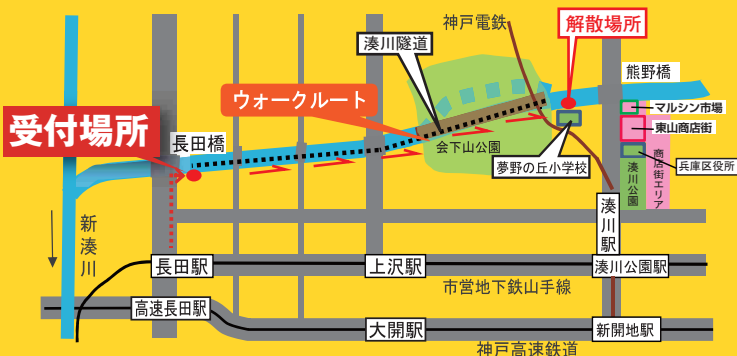 神戸電鉄
解散場所
湊川隧道
熊野橋
ウォークルート
マルシン市場
受付場所
長田橋
東山商店街
会下山公園
夢野の丘小学校
兵庫区役所
商店街エリア
湊川公園
新湊川
湊川駅
長田駅
上沢駅
湊川公園駅
市営地下鉄山手線
高速長田駅
大開駅
新開地駅
神戸高速鉄道